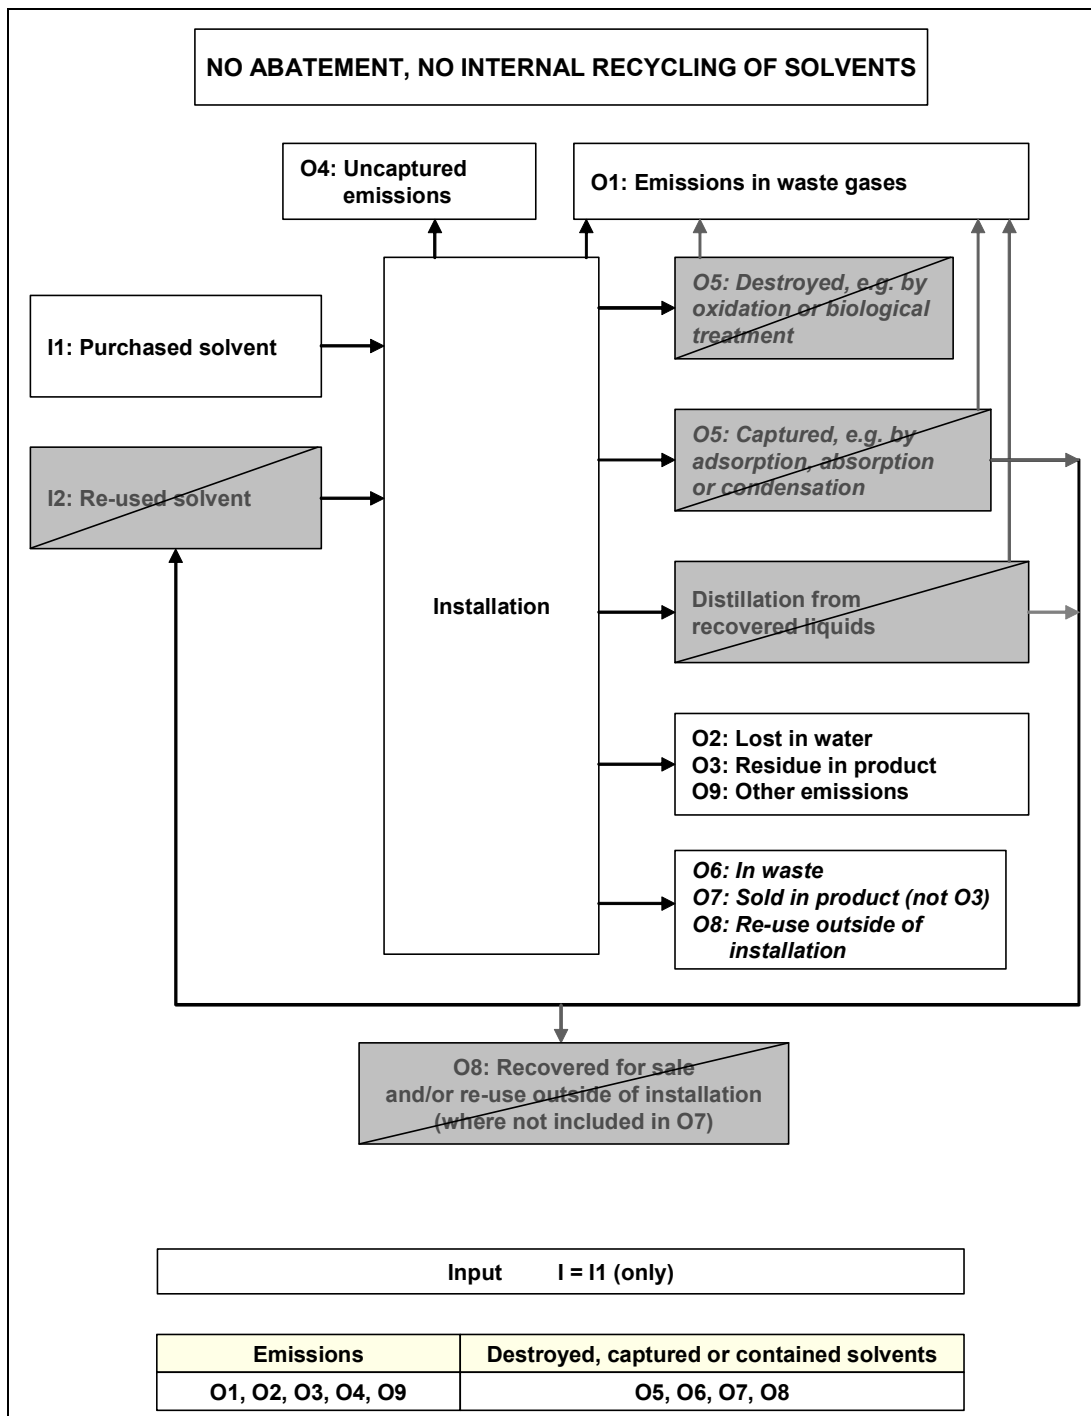 NO ABATEMENT, NO INTERNAL RECYCLING OF SOLVENTS
O4: Uncaptured
emissions
O1: Emissions in waste gases
I1: Purchased solvent
I2: Re-used solvent
Installation
O5: Destroyed, e.g. by
oxidation or biological
treatment
O5: Captured, e.g. by
adsorption, absorption
or condensation
Distillation from
recovered liquids
O2: Lost in water
O3: Residue in product
O9: Other emissions
O6: In waste
O7: Sold in product (not O3)
O8: Re-use outside of
installation
O8: Recovered for sale
and/or re-use outside of installation
(where not included in O7)
Input I = I1 (only)
Emissions Destroyed, captured or contained solvents
O1, O2, O3, O4, O9 O5, O6, O7, O8